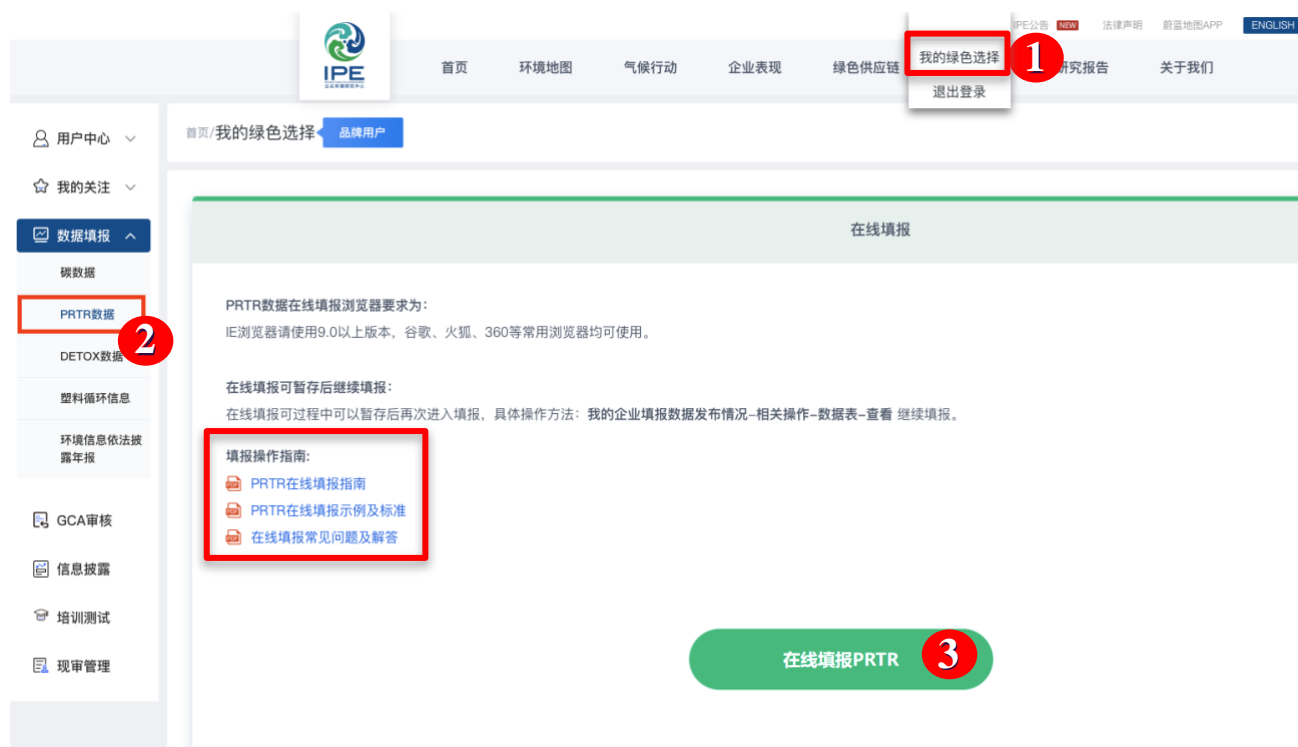 IPE公告 NEW 法律声明 蔚蓝地图APP ENGLISH
IPE
首页 环境地图 气候行动 企业表现 绿色供应链 我的绿色选择 1 研究报告 关于我们
退出登录
用户中心
首页/我的绿色选择 品牌用户
我的关注
数据填报
碳数据
PRTR数据
2
DETOX数据
塑料循环信息
环境信息依法披
露年报
GCA审核
信息披露
培训测试
现审管理
在线填报
PRTR数据在线填报浏览器要求为:
IE浏览器请使用9.0以上版本，谷歌、火狐、360等常用浏览器均可使用。
在线填报可暂存后继续填报：
在线填报可过程中可以暂存后再次进入填报，具体操作方法：我的企业填报数据发布情况–相关操作–数据表–查看 继续填报。
填报操作指南:
PRTR在线填报指南
PRTR在线填报示例及标准
在线填报常见问题及解答
在线填报PRTR 3